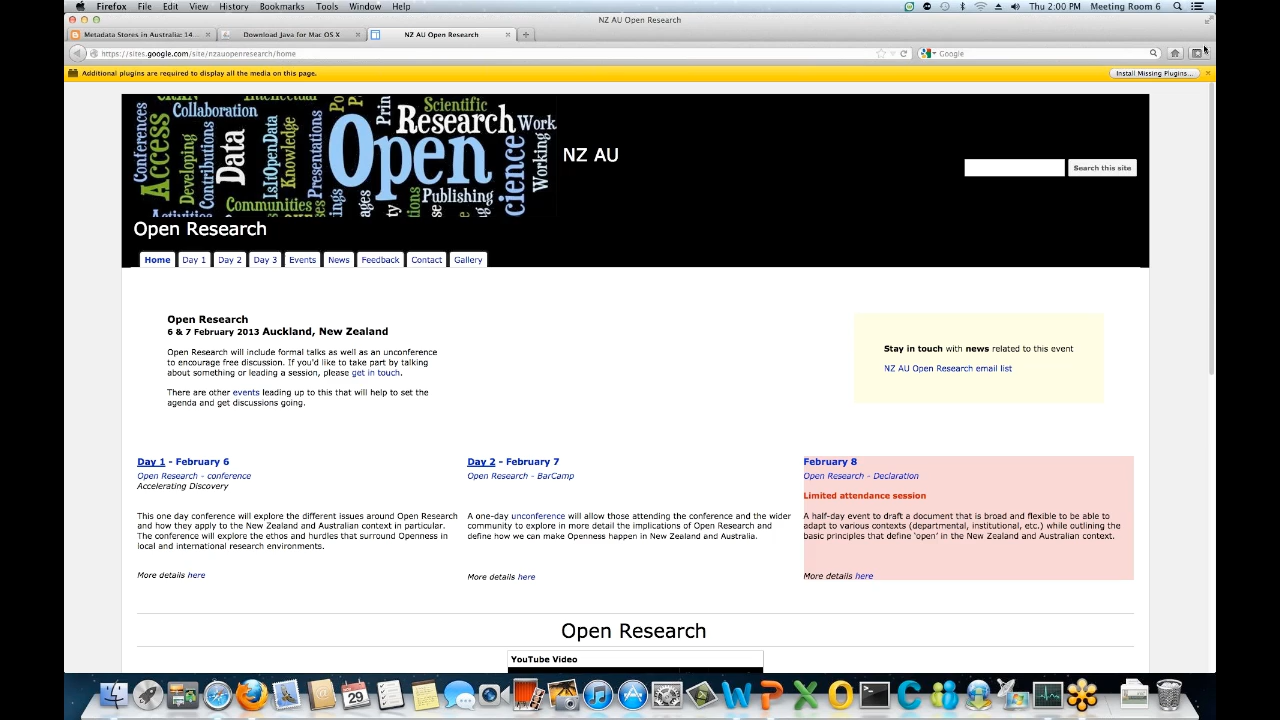 Firefox File Edit View History Bookmarks Tools Window Help
Thu 2:00 PM Meeting Room 6
NZ AU Open Research
Metadata Stores in Australia: 14... Download Java for Mac OS X NZ AU Open Research
https://sites.google.com/site/nzauopenresearch/home
Google
Additional plugins are required to display all the media on this page.
Install Missing Plugins...
Conferences
Access
Collaboration
Developing
Contributions
Data
IsItOpenData
Knowledge
Presentations
Communities
Activities
Open
Scientific
Research
Work
Working
Publishing
NZ AU
Search this site
Open Research
Home Day 1 Day 2 Day 3 Events News Feedback Contact Gallery
Open Research
6 & 7 February 2013 Auckland, New Zealand
Open Research will include formal talks as well as an unconference
to encourage free discussion. If you'd like to take part by talking
about something or leading a session, please get in touch.
There are other events leading up to this that will help to set the
agenda and get discussions going.
Stay in touch with news related to this event
NZ AU Open Research email list
Day 1 - February 6
Open Research - conference
Accelerating Discovery
This one day conference will explore the different issues around Open Research
and how they apply to the New Zealand and Australian context in particular.
The conference will explore the ethos and hurdles that surround Openness in
local and international research environments.
More details here
Day 2 - February 7
Open Research - BarCamp
A one-day unconference will allow those attending the conference and the wider
community to explore in more detail the implications of Open Research and
define how we can make Openness happen in New Zealand and Australia.
More details here
February 8
Open Research - Declaration
Limited attendance session
A half-day event to draft a document that is broad and flexible to be able to
adapt to various contexts (departmental, institutional, etc.) while outlining the
basic principles that define 'open' in the New Zealand and Australian context.
More details here
Open Research
YouTube Video
29